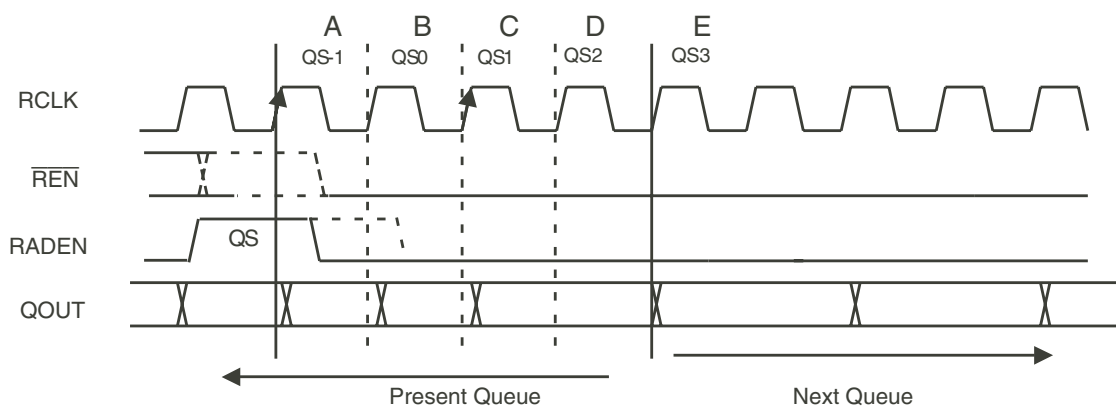 A B C D E
QS-1 QS0 QS1 QS2 QS3
RCLK
REN
RADEN QS
QOUT
Present Queue Next Queue